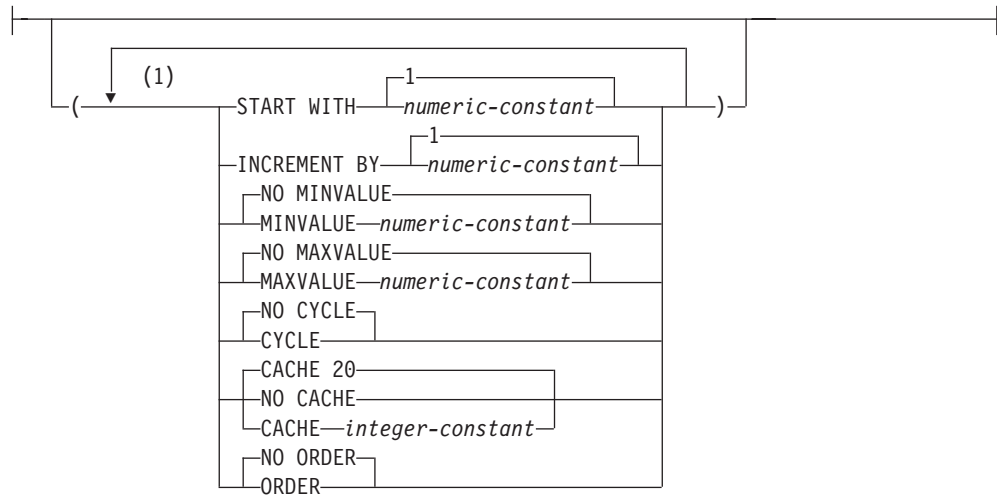 (1)
1
( START WITH numeric-constant )
1
INCREMENT BY numeric-constant
NO MINVALUE
MINVALUE numeric-constant
NO MAXVALUE
MAXVALUE numeric-constant
NO CYCLE
CYCLE
CACHE 20
NO CACHE
CACHE integer-constant
NO ORDER
ORDER